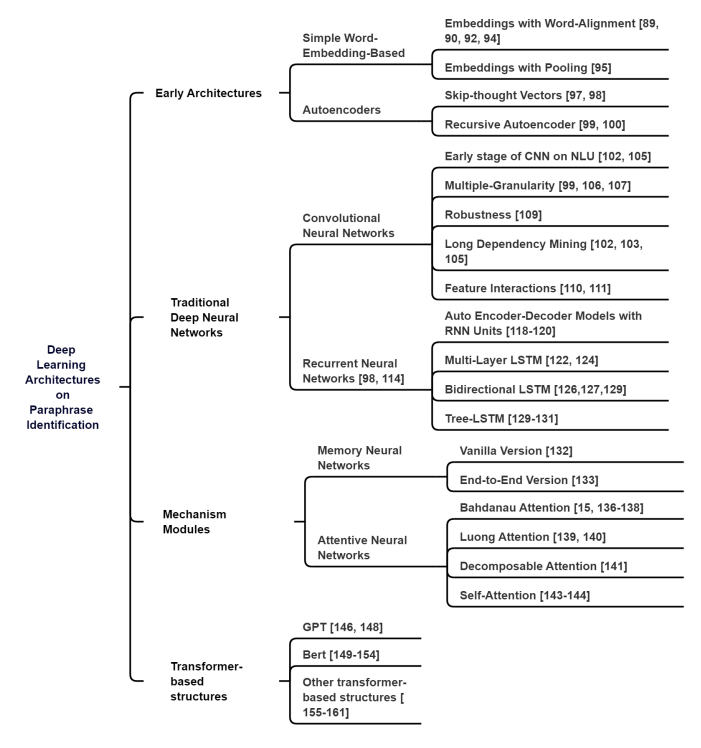 Deep
Learning
Architectures
on
Paraphrase
Identification
Early Architectures
Simple Word-
Embedding-Based
Embeddings with Word-Alignment [89,
90, 92, 94]
Embeddings with Pooling [95]
Autoencoders
Skip-thought Vectors [97, 98]
Recursive Autoencoder [99, 100]
Traditional
Deep Neural
Networks
Convolutional
Neural Networks
Early stage of CNN on NLU [102, 105]
Multiple-Granularity [99, 106, 107]
Robustness [109]
Long Dependency Mining [102, 103,
105]
Feature Interactions [110, 111]
Recurrent Neural
Networks [98, 114]
Auto Encoder-Decoder Models with
RNN Units [118-120]
Multi-Layer LSTM [122, 124]
Bidirectional LSTM [126,127,129]
Tree-LSTM [129-131]
Mechanism
Modules
Memory Neural
Networks
Vanilla Version [132]
End-to-End Version [133]
Attentive Neural
Networks
Bahdanau Attention [15, 136-138]
Luong Attention [139, 140]
Decomposable Attention [141]
Self-Attention [143-144]
Transformer-
based
structures
GPT [146, 148]
Bert [149-154]
Other transformer-
based structures [
155-161]